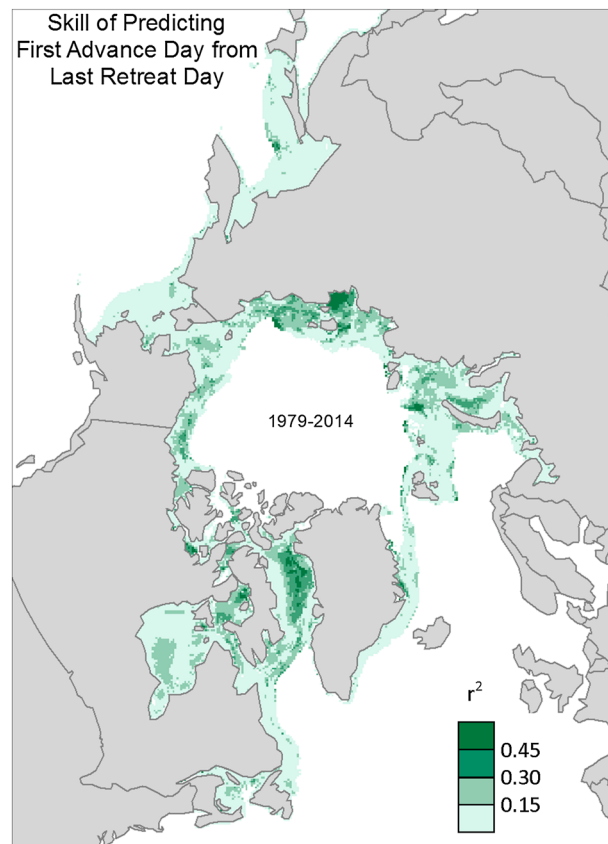 Skill of Predicting
First Advance Day from
Last Retreat Day
1979-2014
r²
0.45
0.30
0.15